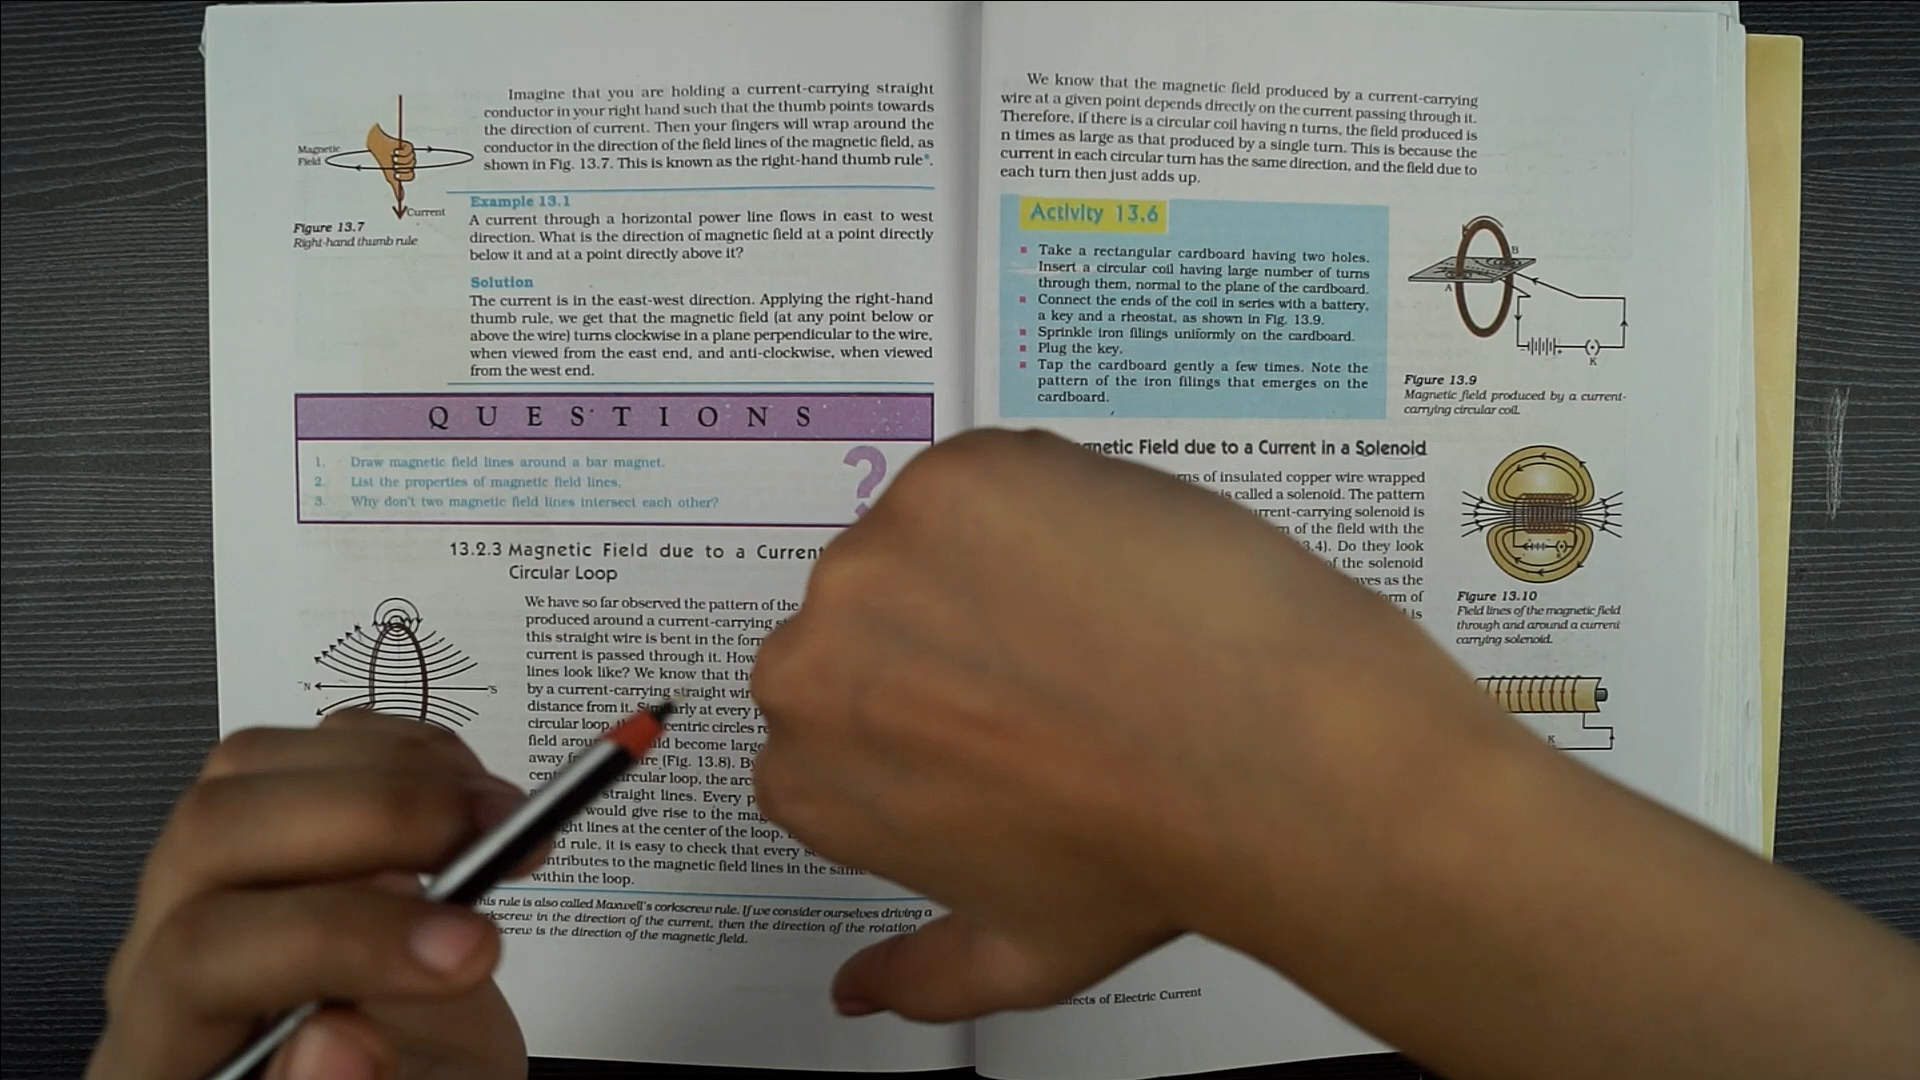 Imagine that you are holding a current-carrying straight
conductor in your right hand such that the thumb points towards
the direction of current. Then your fingers will wrap around the
conductor in the direction of the field lines of the magnetic field, as
shown in Fig. 13.7. This is known as the right-hand thumb rule*.
Magnetic
Field
Current
Figure 13.7
Right-hand thumb rule
Example 13.1
A current through a horizontal power line flows in east to west
direction. What is the direction of magnetic field at a point directly
below it and at a point directly above it?
Solution
The current is in the east-west direction. Applying the right-hand
thumb rule, we get that the magnetic field (at any point below or
above the wire) turns clockwise in a plane perpendicular to the wire,
when viewed from the east end, and anti-clockwise, when viewed
from the west end.
QUESTIONS
?
1. Draw magnetic field lines around a bar magnet.
2. List the properties of magnetic field lines.
3. Why don't two magnetic field lines intersect each other?
13.2.3 Magnetic Field due to a Current
Circular Loop
N
S
We have so far observed the pattern of the
produced around a current-carrying
this straight wire is bent in the
current is passed through it. How
lines look like? We know that
by a current-carrying straight
distance from it. at every
circular loop, centric circles
field become
away (Fig. 13.8).
circular loop, the
straight lines. Every
would give rise to the
lines at the center of the loop.
rule, it is easy to check that every
contributes to the magnetic field lines in the same
within the loop.
This rule is also called Maxwell's corkscrew rule. If we consider ourselves driving a
corkscrew in the direction of the current, then the direction of the rotation
screw is the direction of the magnetic field.
We know that the magnetic field produced by a current-carrying
wire at a given point depends directly on the current passing through it.
Therefore, if there is a circular coil having n turns, the field produced is
n times as large as that produced by a single turn. This is because the
current in each circular turn has the same direction, and the field due to
each turn then just adds up.
Activity 13.6
Take a rectangular cardboard having two holes.
Insert a circular coil having large number of turns
through them, normal to the plane of the cardboard.
Connect the ends of the coil in series with a battery,
a key and a rheostat, as shown in Fig. 13.9.
Sprinkle iron filings uniformly on the cardboard.
Plug the key.
Tap the cardboard gently a few times. Note the
pattern of the iron filings that emerges on the
cardboard.
B
A
K
Figure 13.9
Magnetic field produced by a current-
carrying circular coil.
Magnetic Field due to a Current in a Solenoid
of insulated copper wire wrapped
is called a solenoid. The pattern
current-carrying solenoid is
of the field with the
Do they look
of the solenoid
as the
form of
is
Figure 13.10
Field lines of the magnetic field
through and around a current
carrying solenoid.
K
Effects of Electric Current